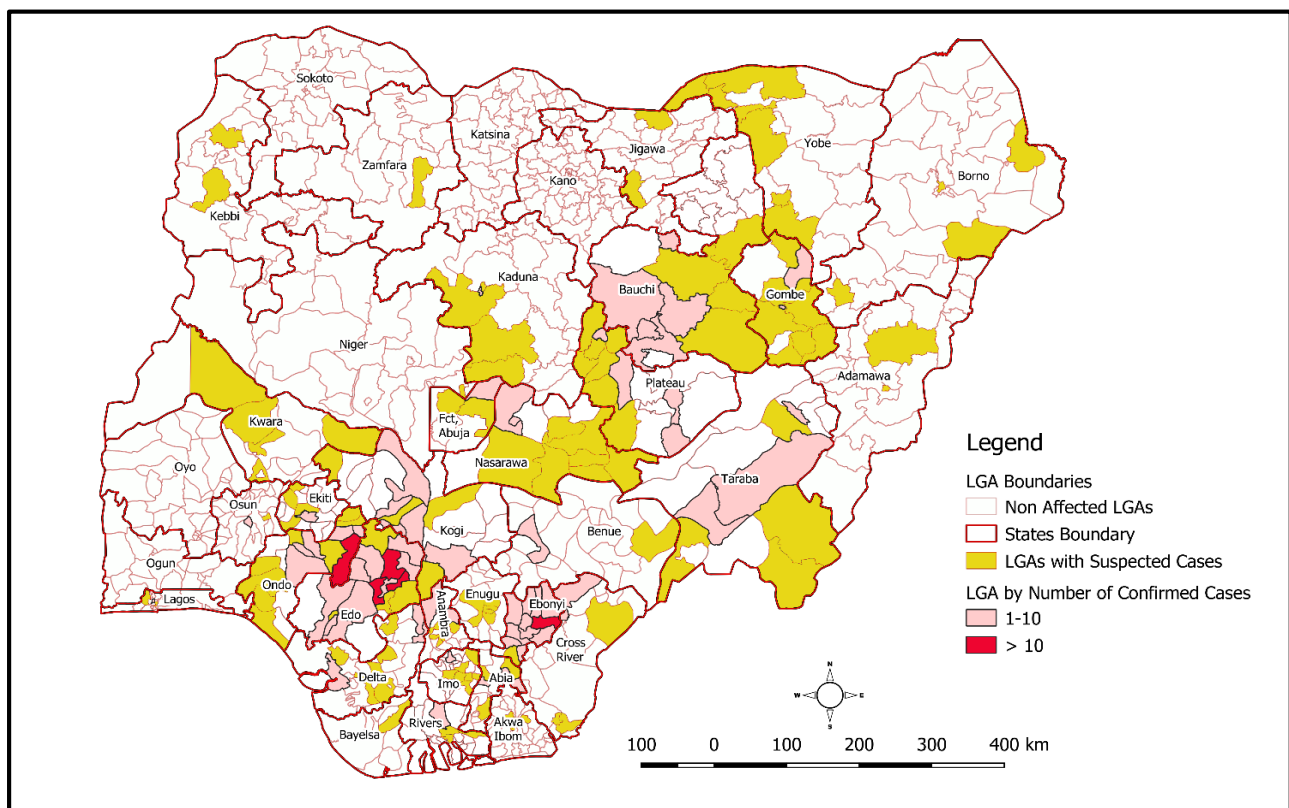 Sokoto
Katsina
Jigawa
Yobe
Zamfara
Kano
Borno
Kebbi
Kaduna
Bauchi
Gombe
Niger
Plateau
Adamawa
Fct,
Abuja
Kwara
Nasarawa
Taraba
Oyo
Ekiti
Osun
Kogi
Benue
Ogun
Ondo
Lagos
Edo
Anambra
Enugu
Ebonyi
Cross
River
Delta
Imo
Abia
Bayelsa
Rivers
Akwa
Ibom
Legend
LGA Boundaries
Non Affected LGAs
States Boundary
LGAs with Suspected Cases
LGA by Number of Confirmed Cases
1-10
> 10
N
W E
S
100 0 100 200 300 400 km